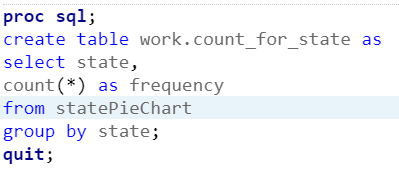 proc sql;
create table work.count_for_state as
select state,
count(*) as frequency
from statePieChart
group by state;
quit;